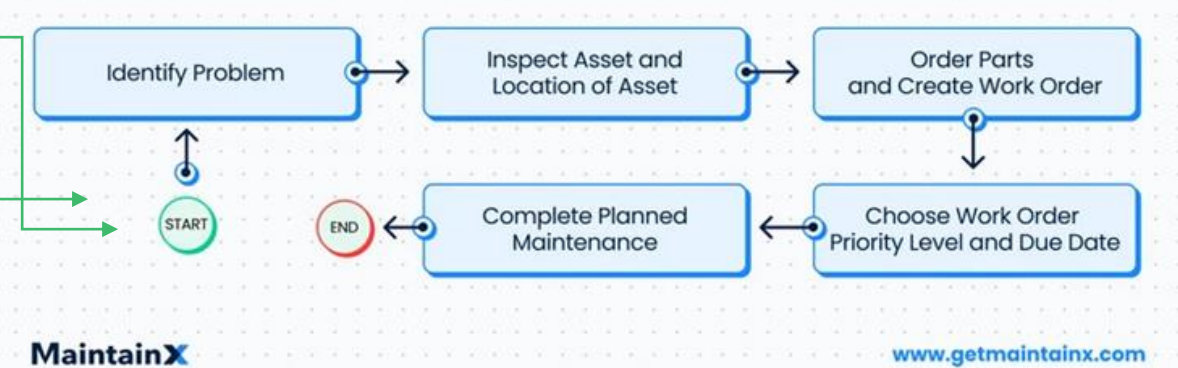 Identify Problem
Inspect Asset and
Location of Asset
Order Parts
and Create Work Order
START
END
Complete Planned
Maintenance
Choose Work Order
Priority Level and Due Date
MaintainX
www.getmaintainx.com